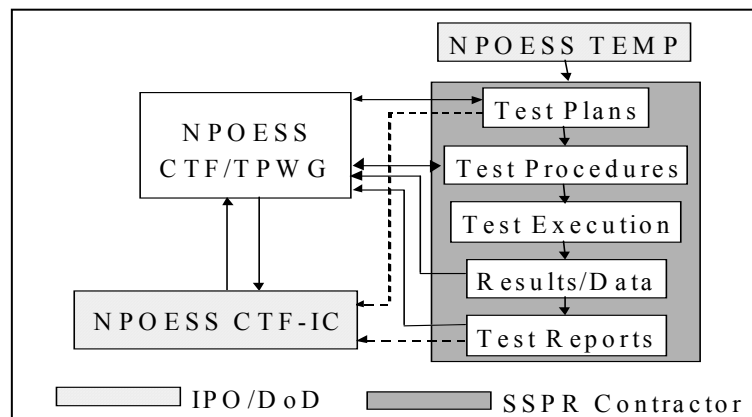 NPOESS TEMP
NPOESS
CTF/TPWG
Test Plans
Test Procedures
Test Execution
Results/Data
NPOESS CTF-IC
Test Reports
IPO/DoD
SSPR Contractor